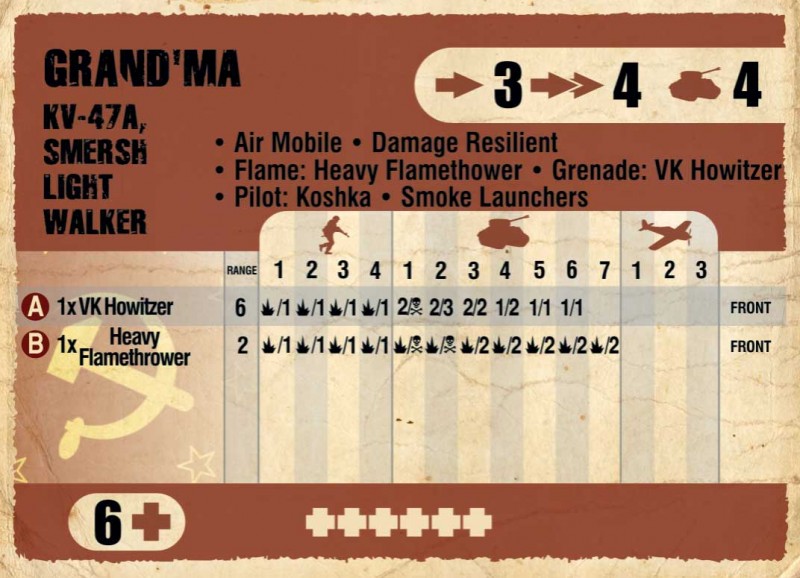 GRAND'MA
3 4 4
KV-47A,
SMERSH
LIGHT
WALKER
• Air Mobile • Damage Resilient
• Flame: Heavy Flamethower • Grenade: VK Howitzer
• Pilot: Koshka • Smoke Launchers
RANGE 1 2 3 4 1 2 3 4 5 6 7 1 2 3
A 1x VK Howitzer 6 /1 /1 /1 /1 2/ 2/3 2/2 1/2 1/1 1/1 FRONT
B 1x Heavy Flamethrower 2 /1 /1 /1 /1 / / /2 /2 /2 /2 /2 FRONT
6